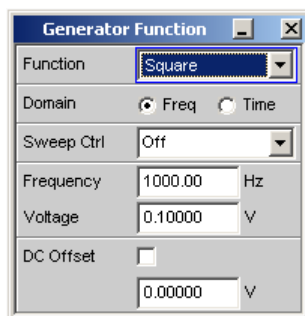 Generator Function
Function Square
Domain Freq Time
Sweep Ctrl Off
Frequency 1000.00 Hz
Voltage 0.10000 V
DC Offset
0.00000 V